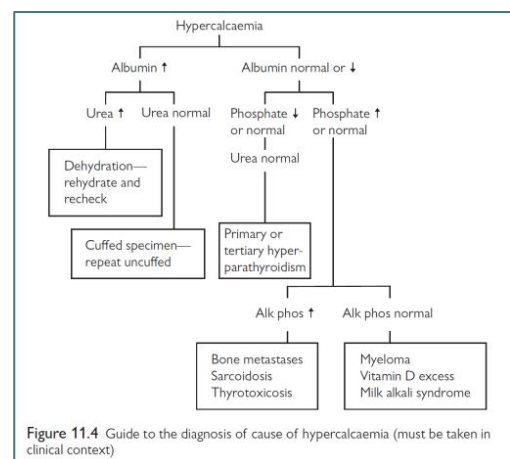 Hypercalcaemia
Albumin ↑ Albumin normal or ↓
Urea ↑ Urea normal Phosphate ↓ Phosphate ↑
or normal or normal
Urea normal
Dehydration—
rehydrate and
recheck
Cuffed specimen—
repeat uncuffed
Primary or
tertiary hyper-
parathyroidism
Alk phos ↑ Alk phos normal
Bone metastases
Sarcoidosis
Thyrotoxicosis
Myeloma
Vitamin D excess
Milk alkali syndrome
Figure 11.4 Guide to the diagnosis of cause of hypercalcaemia (must be taken in
clinical context)